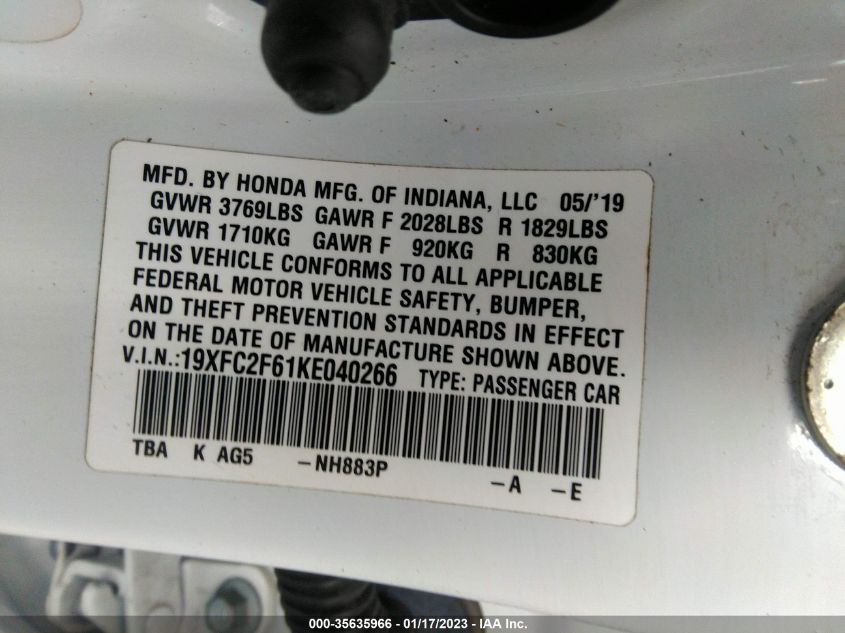 MFD. BY HONDA MFG. OF INDIANA, LLC 05/'19
GVWR 3769LBS GAWR F 2028LBS R 1829LBS
GVWR 1710KG GAWR F 920KG R 830KG
THIS VEHICLE CONFORMS TO ALL APPLICABLE
FEDERAL MOTOR VEHICLE SAFETY, BUMPER,
AND THEFT PREVENTION STANDARDS IN EFFECT
ON THE DATE OF MANUFACTURE SHOWN ABOVE.
V.I.N.:19XFC2F61KE040266 TYPE: PASSENGER CAR
TBA K AG5 -NH883P -A -E
000-35635966 - 01/17/2023 - IAA Inc.